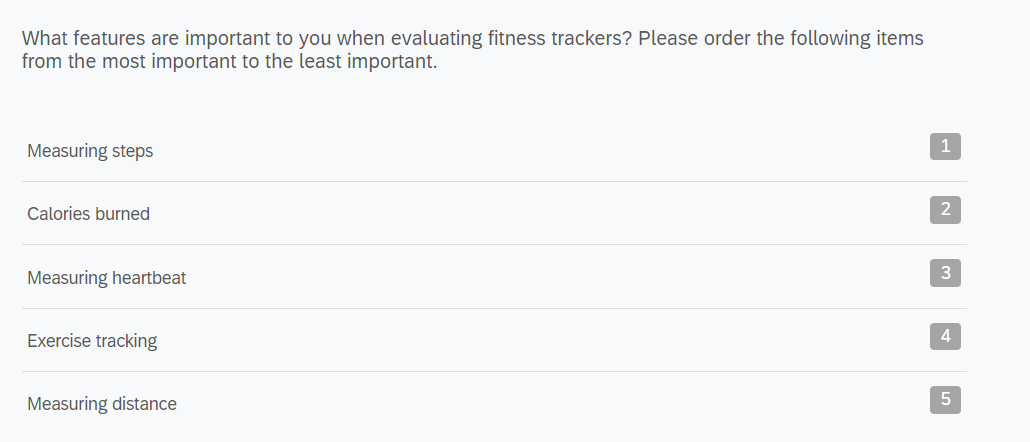 What features are important to you when evaluating fitness trackers? Please order the following items
from the most important to the least important.
Measuring steps 1
Calories burned 2
Measuring heartbeat 3
Exercise tracking 4
Measuring distance 5